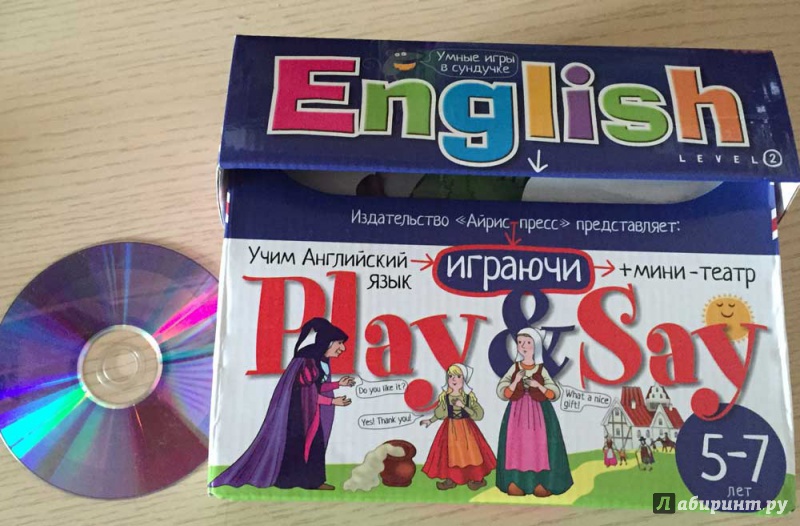 Умные игры
в сундучке
English
LEVEL 2
Издательство «Айрис-пресс» представляет:
Учим Английский
язык
играючи
+ мини-театр
Play & Say
Do you like it?
Yes! Thank you!
What a nice
gift!
5-7
лет
Лабиринт.ру